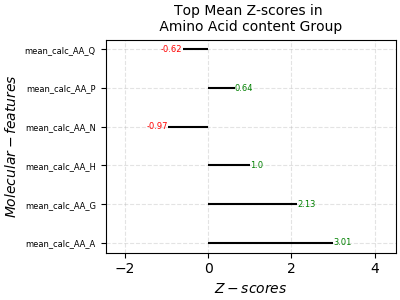 Top Mean Z-scores in
Amino Acid content Group
Molecular − features
mean_calc_AA_Q
-0.62
mean_calc_AA_P
0.64
mean_calc_AA_N
-0.97
mean_calc_AA_H
1.0
mean_calc_AA_G
2.13
mean_calc_AA_A
3.01
−2 0 2 4
Z − scores